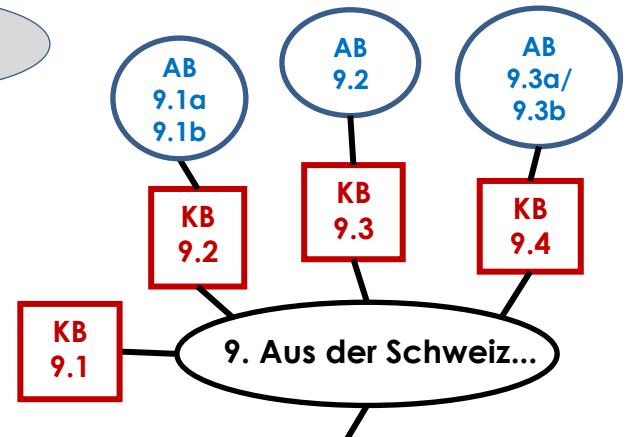 AB
9.1a
9.1b
AB
9.2
AB
9.3a/
9.3b
KB
9.2
KB
9.3
KB
9.4
KB
9.1
9. Aus der Schweiz...